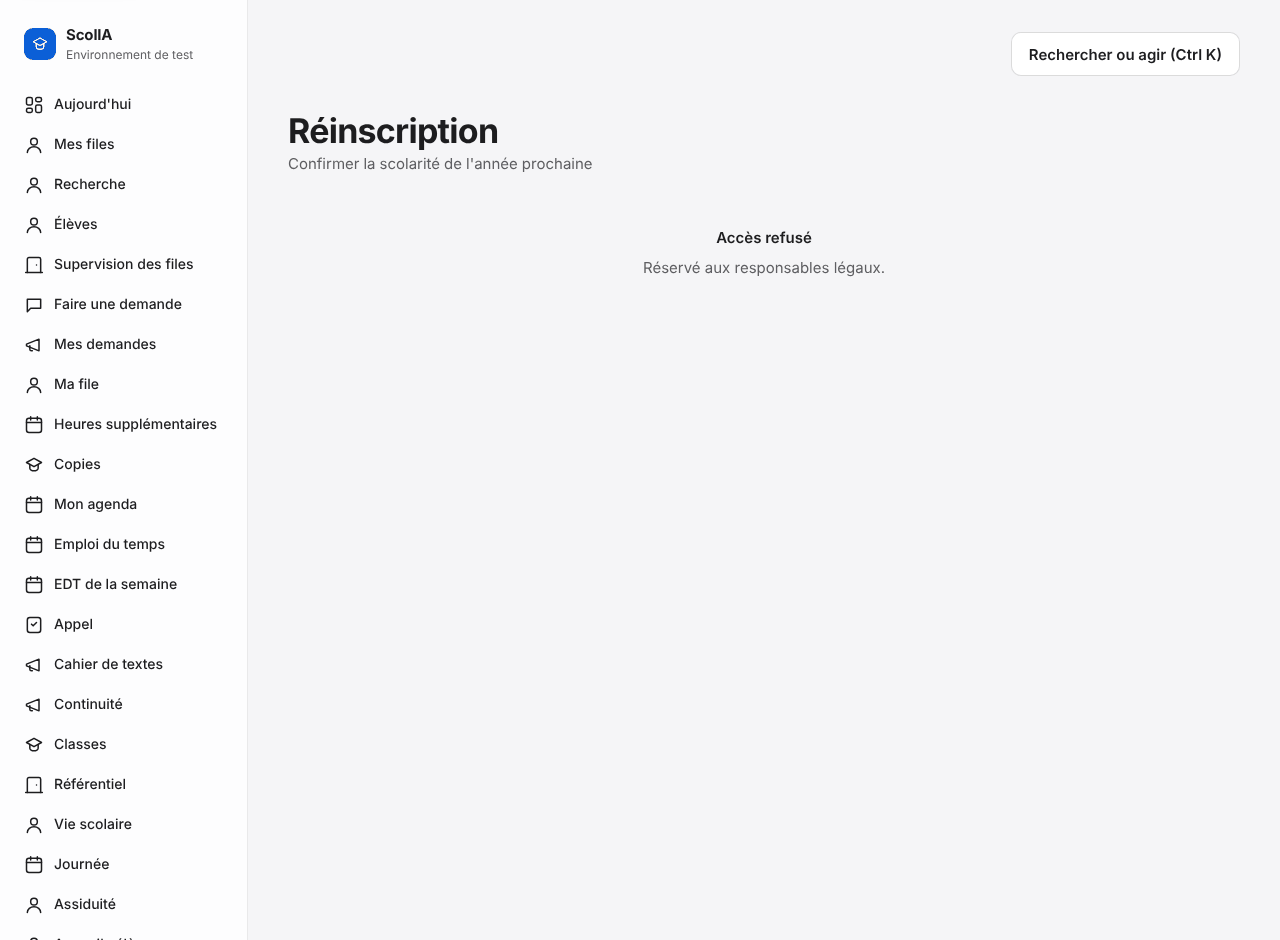 ScolIA
Environnement de test
Rechercher ou agir (Ctrl K)
Aujourd'hui
Mes files
Recherche
Élèves
Supervision des files
Faire une demande
Mes demandes
Ma file
Heures supplémentaires
Copies
Mon agenda
Emploi du temps
EDT de la semaine
Appel
Cahier de textes
Continuité
Classes
Référentiel
Vie scolaire
Journée
Assiduité
Réinscription
Confirmer la scolarité de l'année prochaine
Accès refusé
Réservé aux responsables légaux.